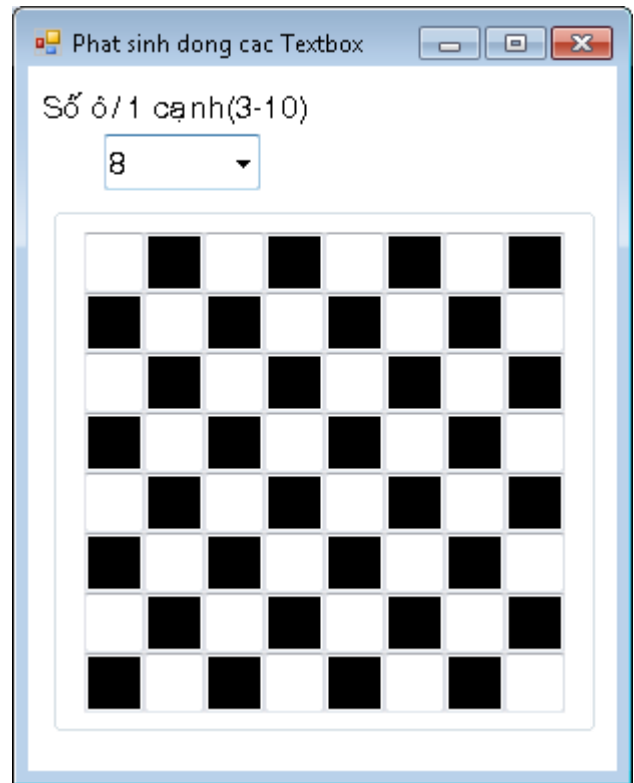 Phat sinh dong cac Textbox
Số ô/1 cạnh(3-10)
8